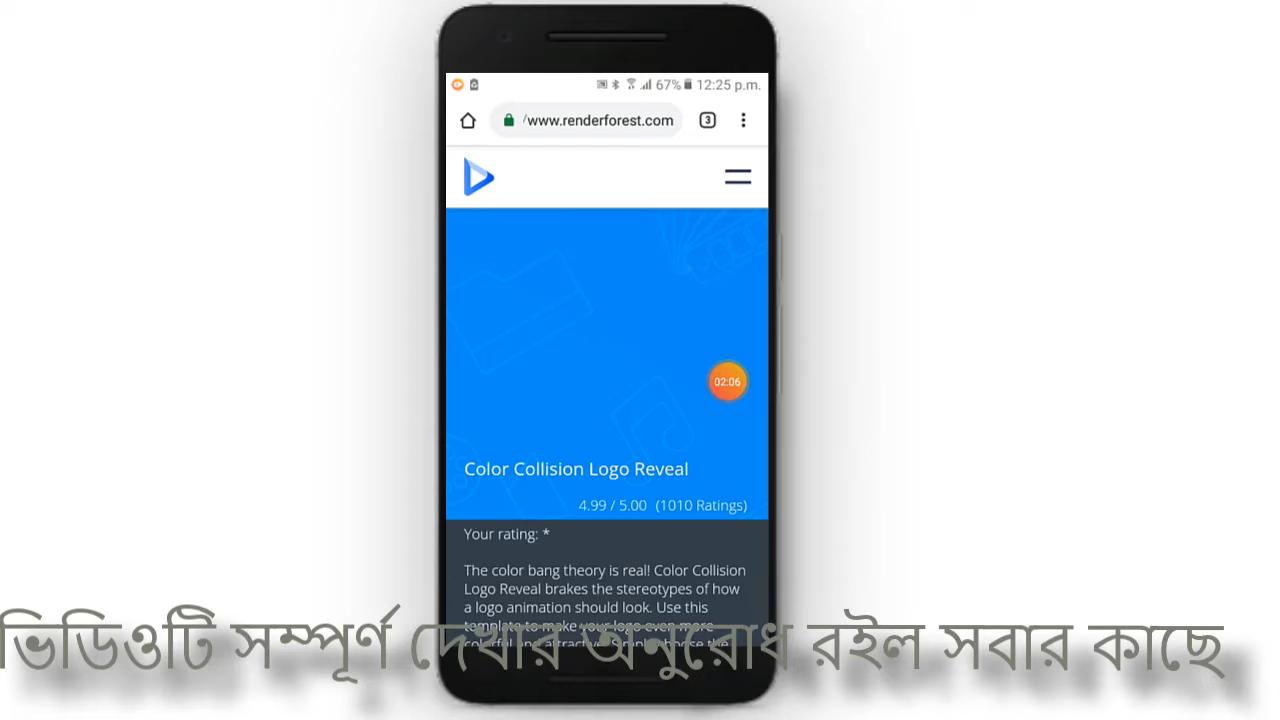 67% 12:25 p.m.
/www.renderforest.com 3
02:06
Color Collision Logo Reveal
4.99 / 5.00 (1010 Ratings)
Your rating: *
The color bang theory is real! Color Collision
Logo Reveal brakes the stereotypes of how
a logo animation should look. Use this
template to make your logo even more
colorful and attractive. Simply choose the
ভিডিওটি সম্পূর্ণ দেখার অনুরোধ রইল সবার কাছে